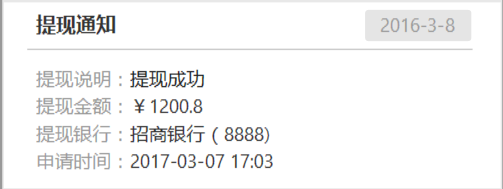 提现通知
2016-3-8
提现说明：提现成功
提现金额：￥1200.8
提现银行：招商银行（8888)
申请时间：2017-03-07 17:03